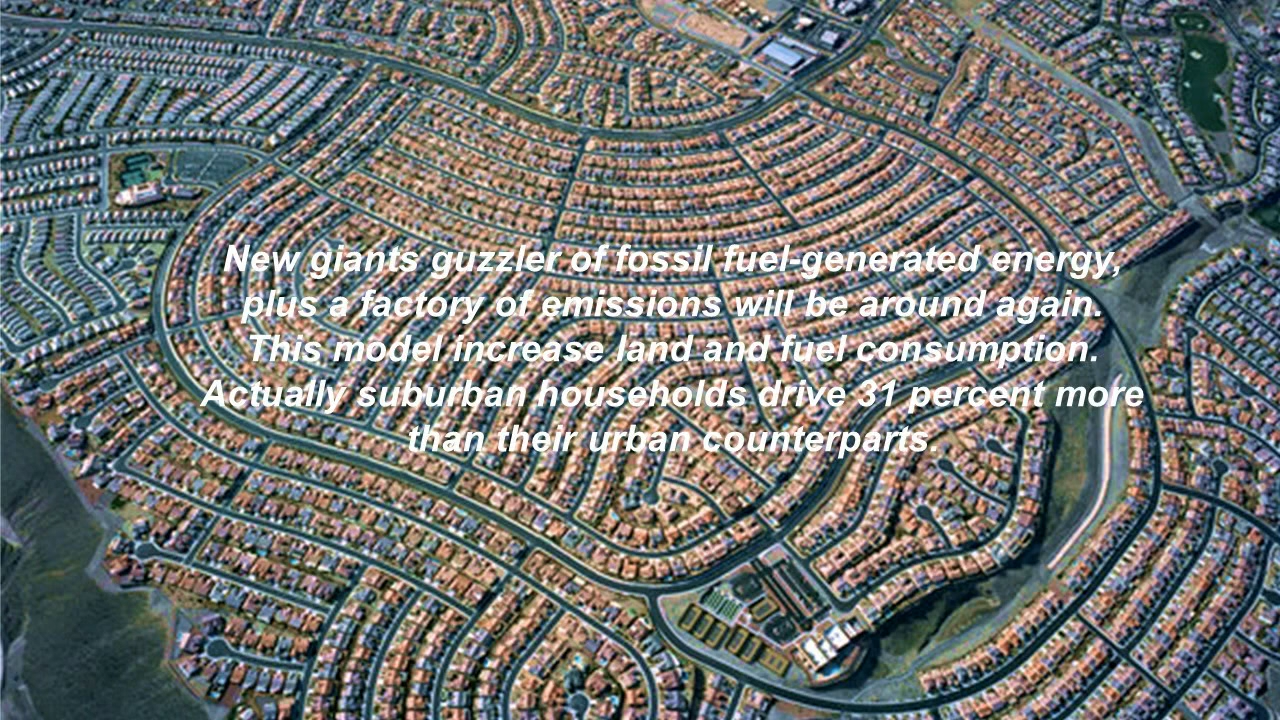 New giants guzzler of fossil fuel-generated energy,
plus a factory of emissions will be around again.
This model increase land and fuel consumption.
Actually suburban households drive 31 percent more
than their urban counterparts.